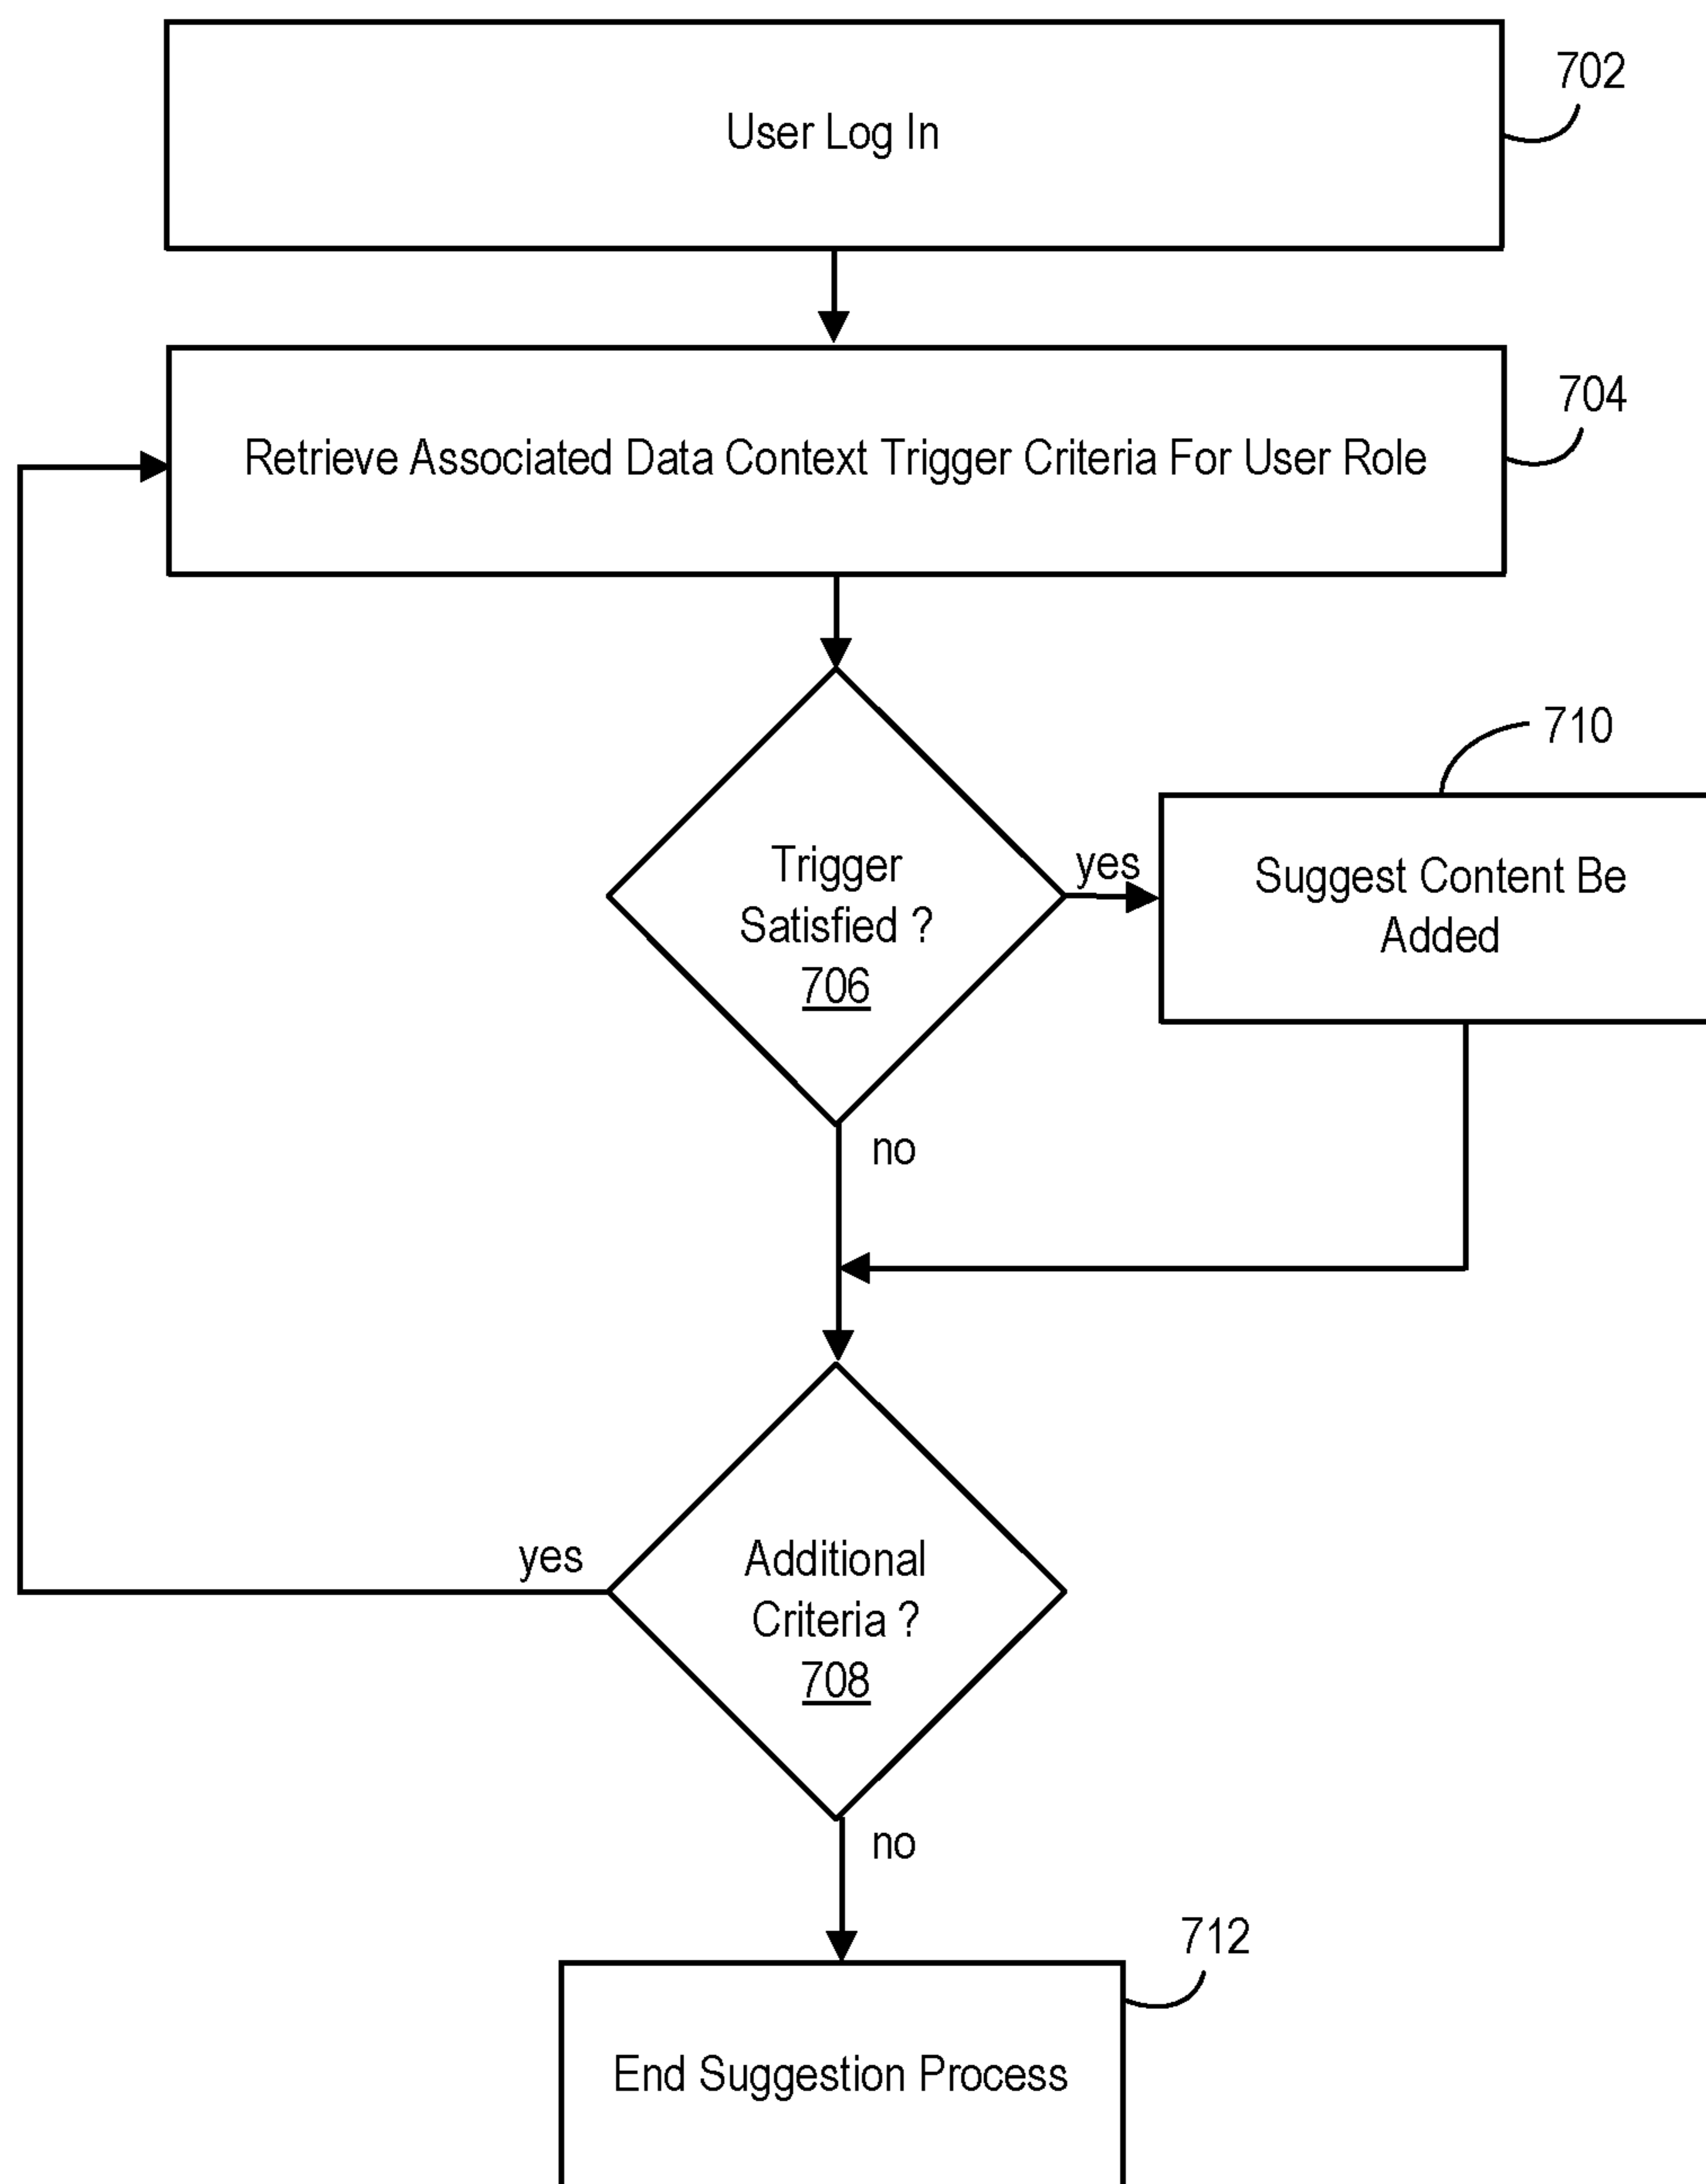 702
User Log In
704
Retrieve Associated Data Context Trigger Criteria For User Role
710
Trigger
Satisfied ?
706
yes
Suggest Content Be
Added
no
yes
Additional
Criteria ?
708
no
712
End Suggestion Process